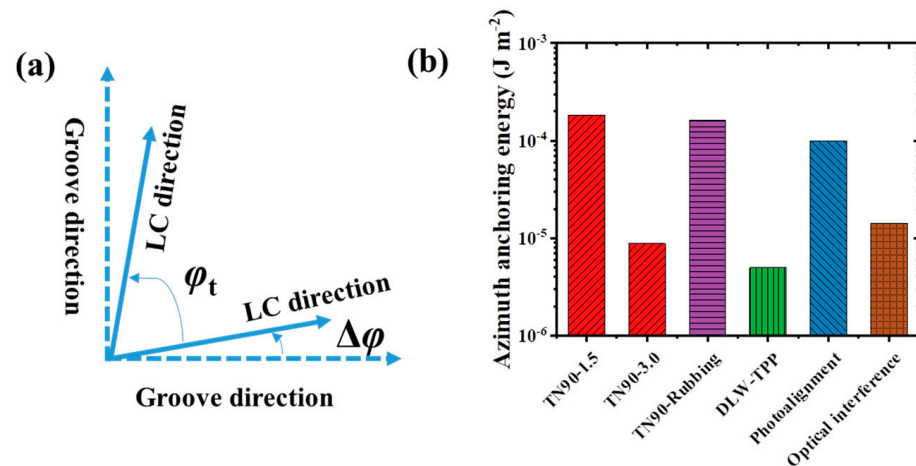 (a)
Groove direction
LC direction
φt
LC direction
Δφ
Groove direction
(b)
Azimuth anchoring energy (J m⁻²)
10⁻³
10⁻⁴
10⁻⁵
10⁻⁶
TN90-1.5
TN90-3.0
TN90-Rubbing
DLW-TPP
Photoalignment
Optical interference